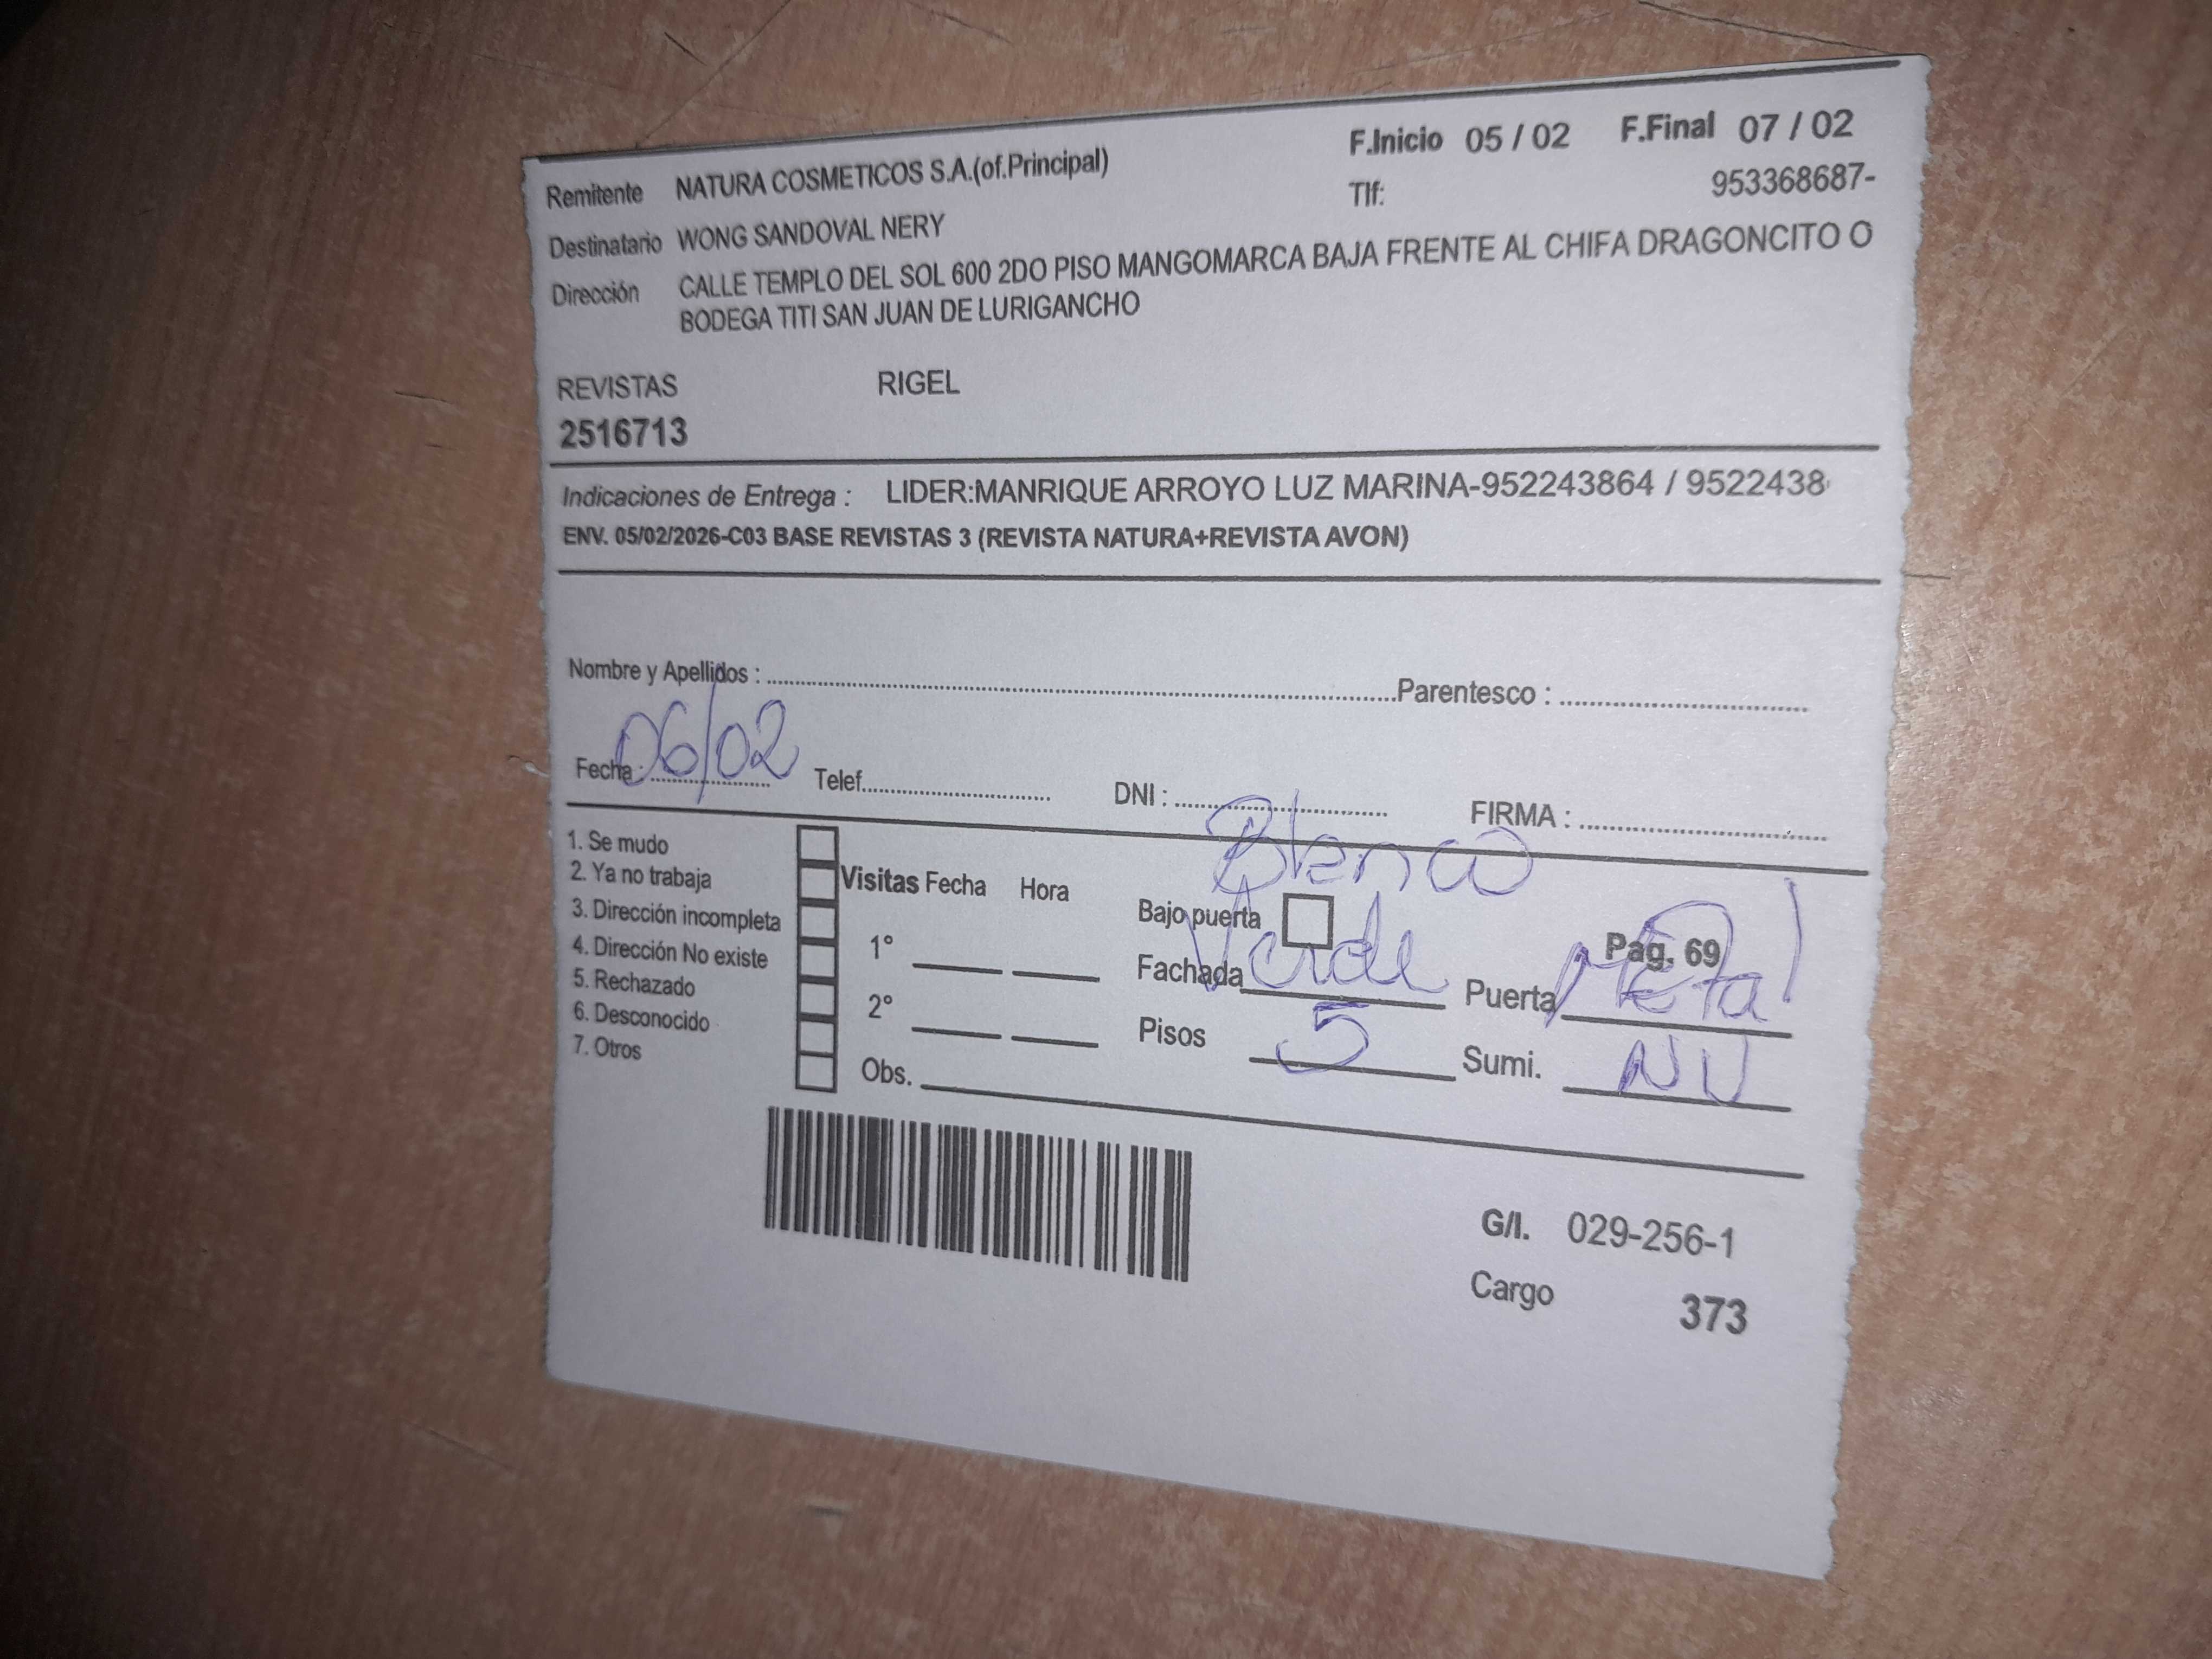 Remitente NATURA COSMETICOS S.A.(of.Principal) F.Inicio 05 / 02 F.Final 07 / 02
Tlf: 953368687-
Destinatario WONG SANDOVAL NERY
Dirección CALLE TEMPLO DEL SOL 600 2DO PISO MANGOMARCA BAJA FRENTE AL CHIFA DRAGONCITO O
BODEGA TITI SAN JUAN DE LURIGANCHO
REVISTAS RIGEL
2516713
Indicaciones de Entrega : LIDER:MANRIQUE ARROYO LUZ MARINA-952243864 / 9522438
ENV. 05/02/2026-C03 BASE REVISTAS 3 (REVISTA NATURA+REVISTA AVON)
Nombre y Apellidos : Parentesco :
Fecha : 06/02 Telef. DNI : FIRMA :
1. Se mudo
2. Ya no trabaja
3. Dirección incompleta
4. Dirección No existe
5. Rechazado
6. Desconocido
7. Otros
Visitas Fecha Hora
1°
2°
Obs.
Blanco
Bajo puerta Pag. 69
Fachada Verde Puerta Metal
Pisos 5 Sumi. NU
G/I. 029-256-1
Cargo 373